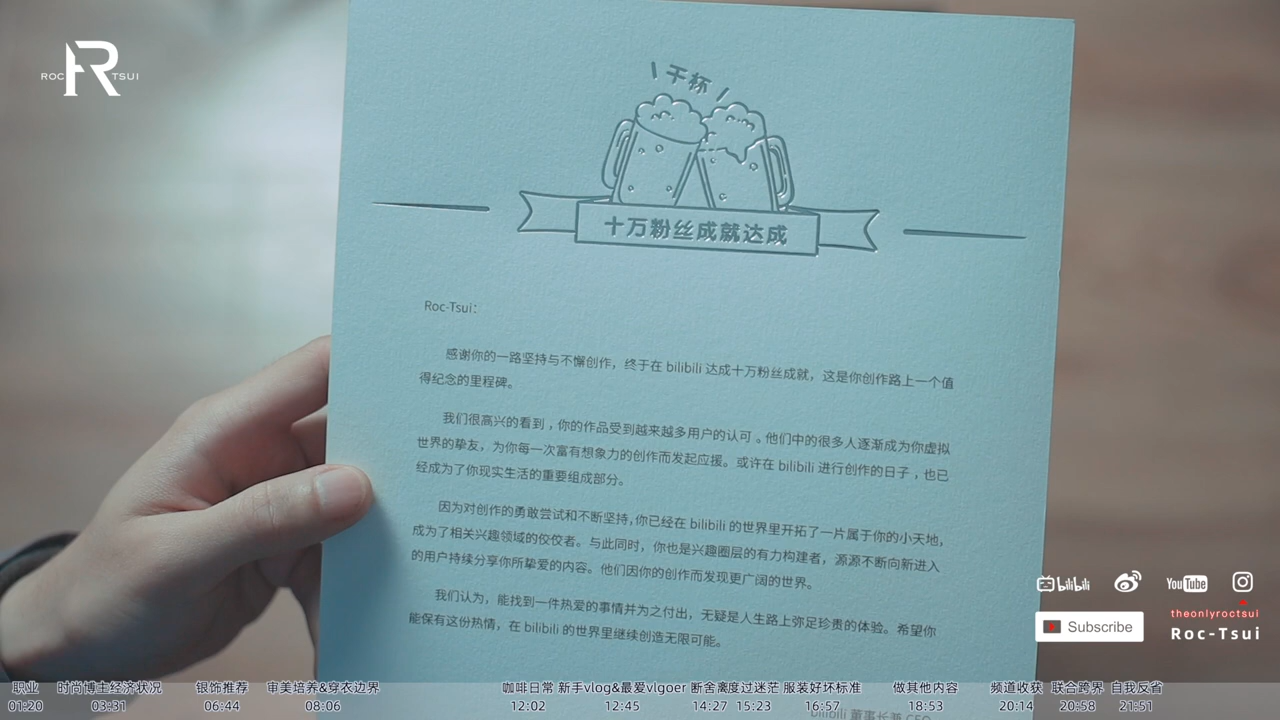 ROC R TSUI
干杯
十万粉丝成就达成
Roc-Tsui：
感谢你的一路坚持与不懈创作，终于在 bilibili 达成十万粉丝成就，这是你创作路上一个值
得纪念的里程碑。
我们很高兴的看到，你的作品受到越来越多用户的认可。他们中的很多人逐渐成为你虚拟
世界的挚友，为你每一次富有想象力的创作而发起应援。或许在 bilibili 进行创作的日子，也已
经成为了你现实生活的重要组成部分。
因为对创作的勇敢尝试和不断坚持，你已经在 bilibili 的世界里开拓了一片属于你的小天地，
成为了相关兴趣领域的佼佼者。与此同时，你也是兴趣圈层的有力构建者，源源不断向新进入
的用户持续分享你所挚爱的内容。他们因你的创作而发现更广阔的世界。
我们认为，能找到一件热爱的事情并为之付出，无疑是人生路上弥足珍贵的体验。希望你
能保有这份热情，在 bilibili 的世界里继续创造无限可能。
bilibili 董事长兼 CEO
bilibili YouTube
theonlyroctsui
Subscribe Roc-Tsui
职业 时尚博主经济状况 银饰推荐 审美培养&穿衣边界 咖啡日常 新手vlog&最爱vlgoer 断舍离度过迷茫 服装好坏标准 做其他内容 频道收获 联合跨界 自我反省
01:20 03:31 06:44 08:06 12:02 12:45 14:27 15:23 16:57 18:53 20:14 20:58 21:51